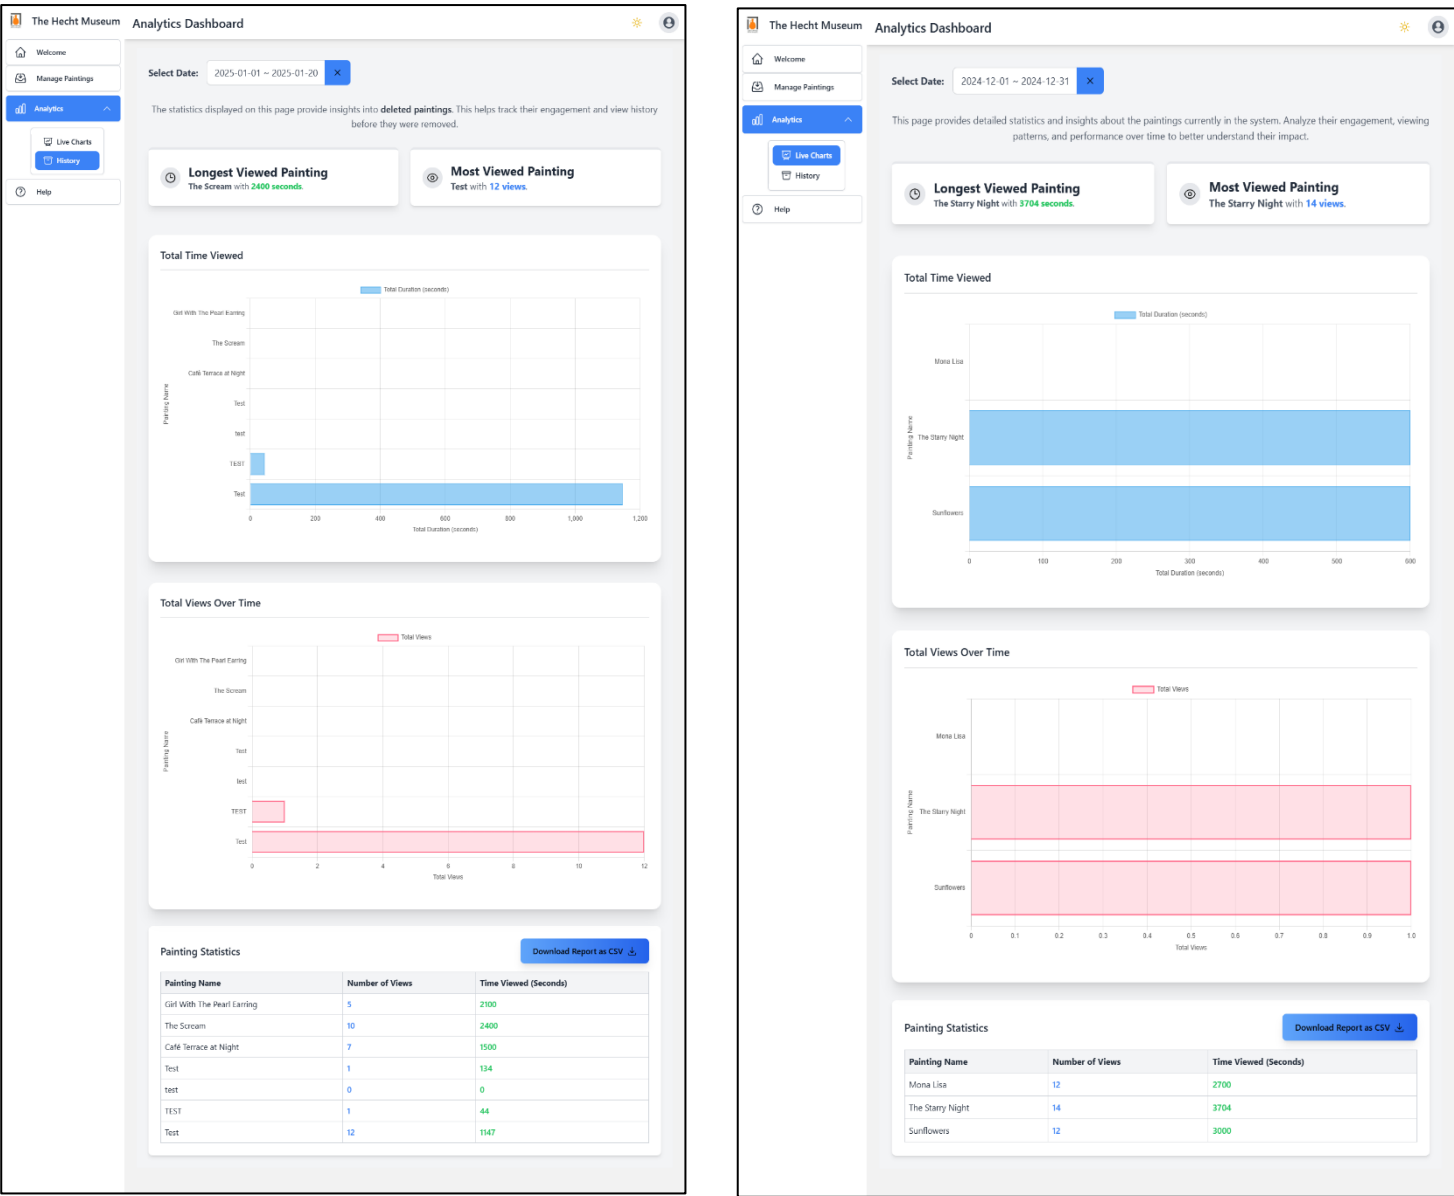 The Hecht Museum
Analytics Dashboard
Welcome
Manage Paintings
Analytics
Live Charts
History
Help
Select Date:
2025-01-01 ~ 2025-01-20
The statistics displayed on this page provide insights into deleted paintings. This helps track their engagement and view history
before they were removed.
Longest Viewed Painting
The Scream with 2400 seconds.
Most Viewed Painting
Test with 12 views.
Total Time Viewed
Total Duration (seconds)
Painting Name
Girl With The Pearl Earring
The Scream
Café Terrace at Night
Test
test
TEST
Test
0 200 400 600 800 1,000 1,200
Total Duration (seconds)
Total Views Over Time
Total Views
Painting Name
Girl With The Pearl Earring
The Scream
Café Terrace at Night
Test
test
TEST
Test
0 2 4 6 8 10 12
Total Views
Painting Statistics
Download Report as CSV
Painting Name Number of Views Time Viewed (Seconds)
Girl With The Pearl Earring 5 2100
The Scream 10 2400
Café Terrace at Night 7 1500
Test 1 134
test 0 0
TEST 1 44
Test 12 1147
The Hecht Museum
Analytics Dashboard
Welcome
Manage Paintings
Analytics
Live Charts
History
Help
Select Date:
2024-12-01 ~ 2024-12-31
This page provides detailed statistics and insights about the paintings currently in the system. Analyze their engagement, viewing
patterns, and performance over time to better understand their impact.
Longest Viewed Painting
The Starry Night with 3704 seconds.
Most Viewed Painting
The Starry Night with 14 views.
Total Time Viewed
Total Duration (seconds)
Painting Name
Mona Lisa
The Starry Night
Sunflowers
0 100 200 300 400 500 600
Total Duration (seconds)
Total Views Over Time
Total Views
Painting Name
Mona Lisa
The Starry Night
Sunflowers
0 0.1 0.2 0.3 0.4 0.5 0.6 0.7 0.8 0.9 1.0
Total Views
Painting Statistics
Download Report as CSV
Painting Name Number of Views Time Viewed (Seconds)
Mona Lisa 12 2700
The Starry Night 14 3704
Sunflowers 12 3000